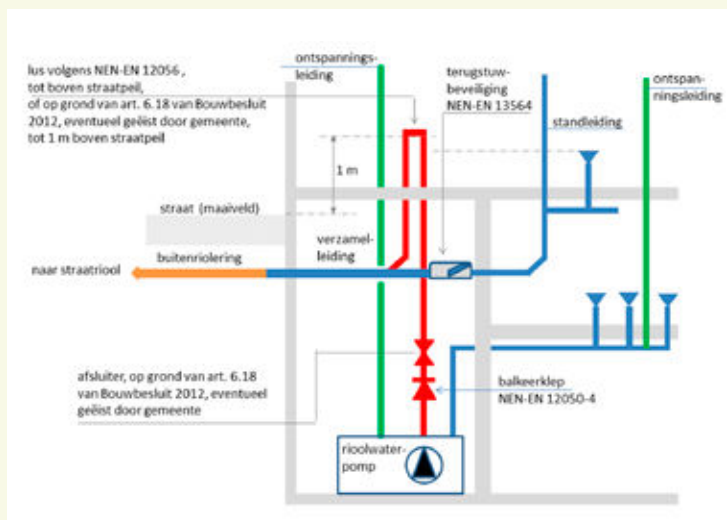 lus volgens NEN-EN 12056 ,
tot boven straatpeil,
of op grond van art. 6.18 van Bouwbesluit
2012, eventueel geëist door gemeente,
tot 1 m boven straatpeil
ontspannings-
leiding
terugstuw-
beveiliging
NEN-EN 13564
ontspan-
ningsleiding
standleiding
1 m
straat (maaiveld)
verzamel-
leiding
buitenriolering
naar straatriool
afsluiter, op grond van art. 6.18
van Bouwbesluit 2012, eventueel
geëist door gemeente
balkeerklep
NEN-EN 12050-4
rioolwater-
pomp